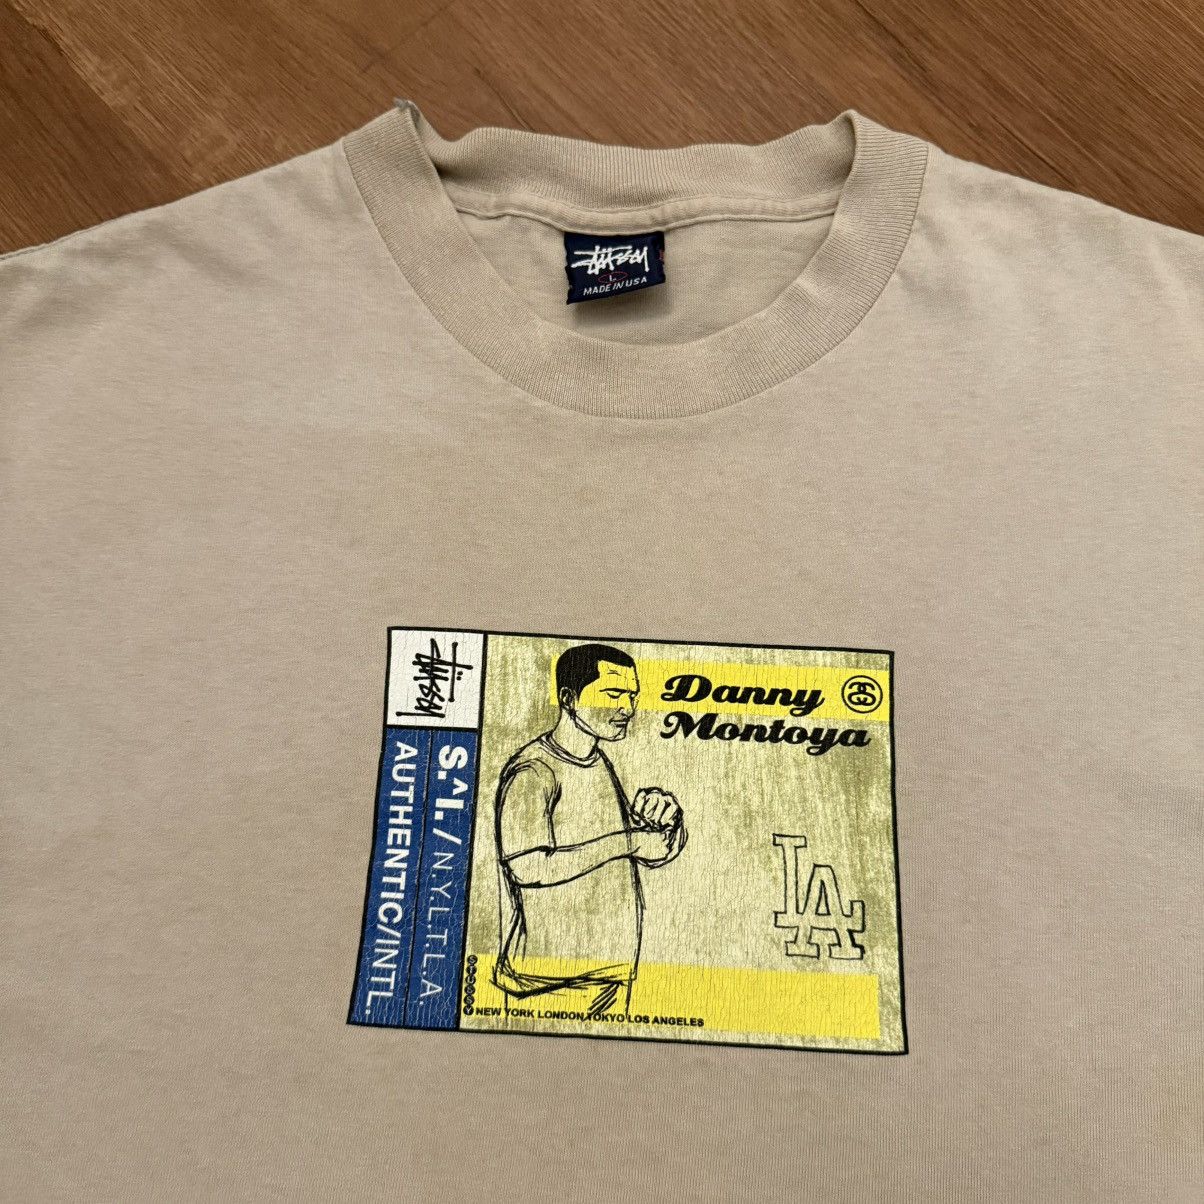 Stüssy
L
MADE IN USA
Stüssy
S.^I./N.Y.L.T.L.A.
AUTHENTIC/INTL.
Danny
Montoya
LA
STUSSY
NEW YORK LONDON TOKYO LOS ANGELES